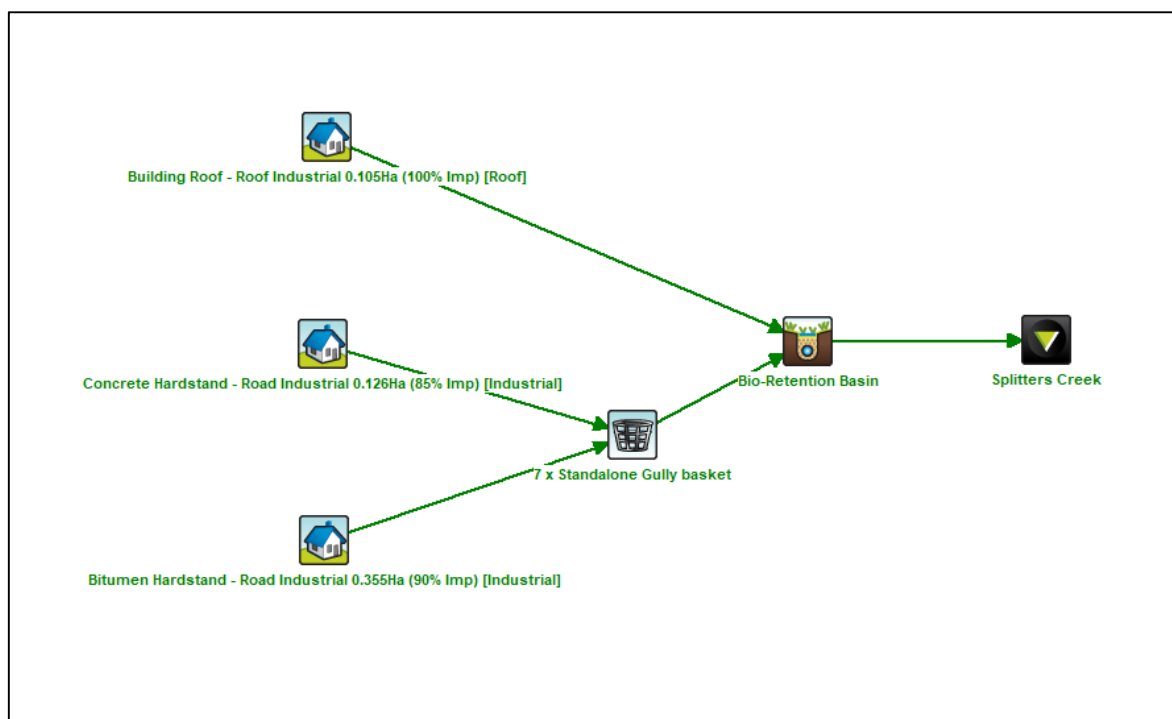 Building Roof - Roof Industrial 0.105Ha (100% Imp) [Roof]
Concrete Hardstand - Road Industrial 0.126Ha (85% Imp) [Industrial]
Bio-Retention Basin
Splitters Creek
7 x Standalone Gully basket
Bitumen Hardstand - Road Industrial 0.355Ha (90% Imp) [Industrial]